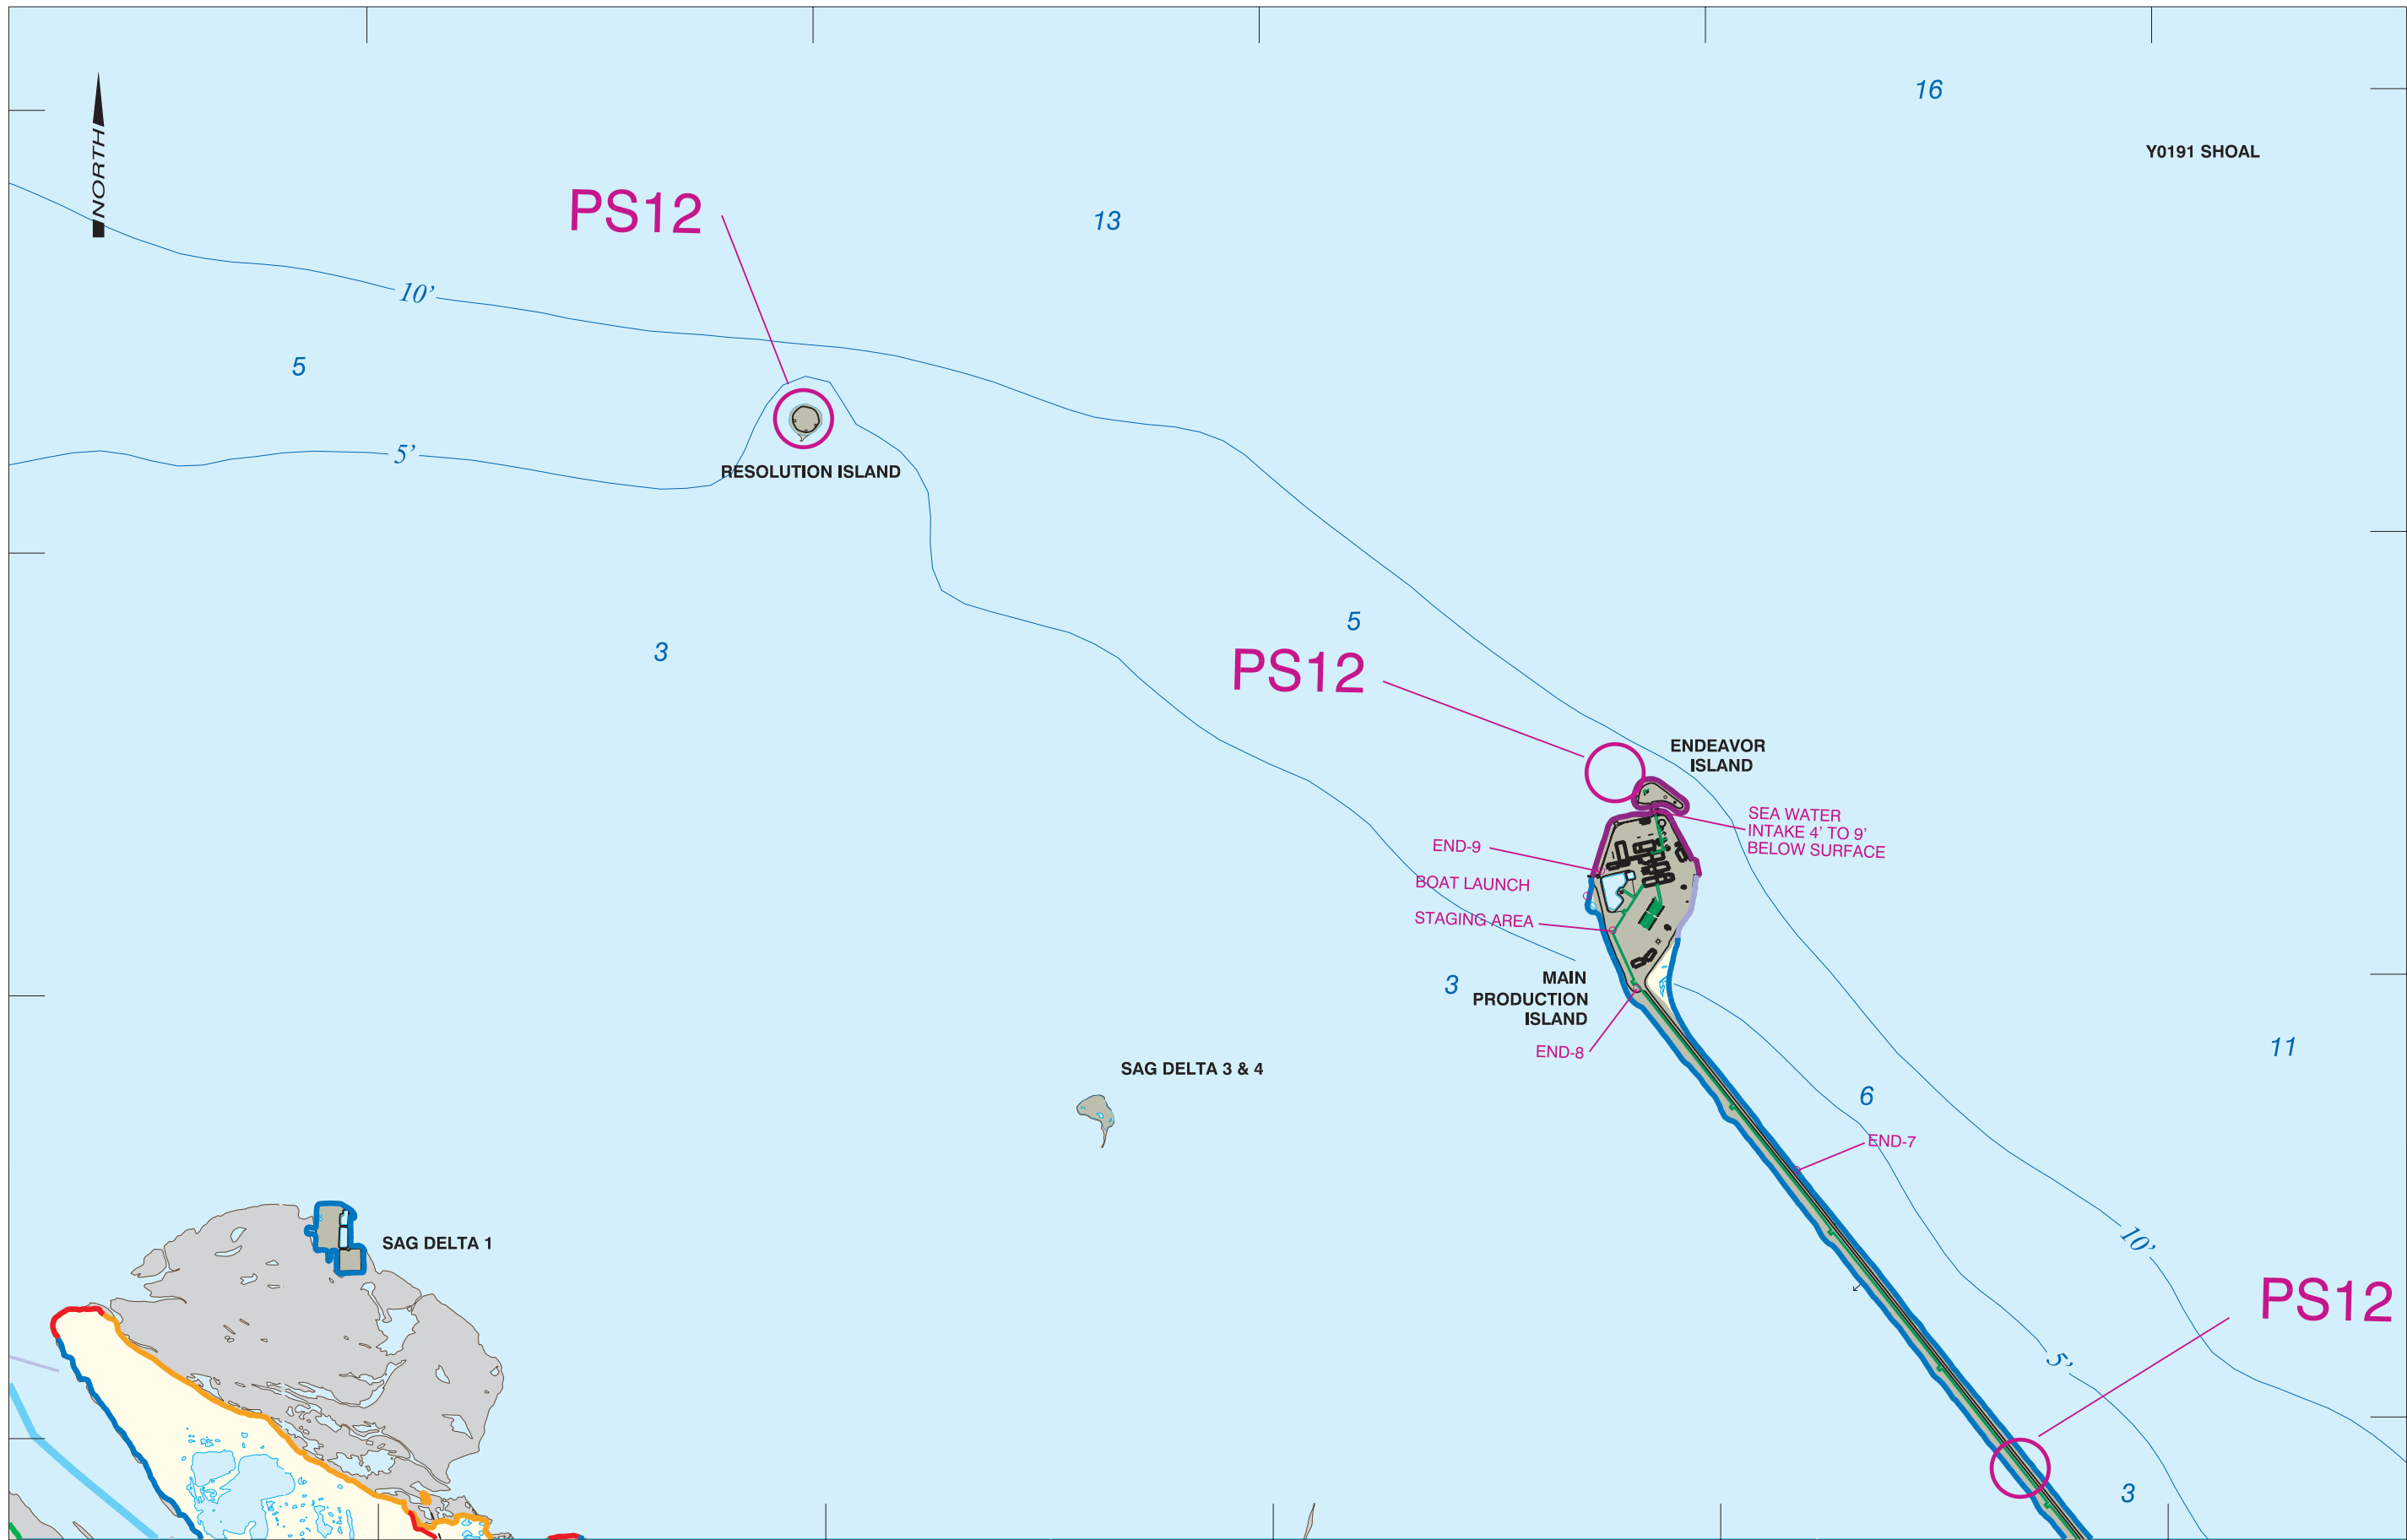 16
Y0191 SHOAL
NORTH
PS12
13
10’
5
5’
RESOLUTION ISLAND
5
3
PS12
ENDEAVOR
ISLAND
SEA WATER
INTAKE 4’ TO 9’
BELOW SURFACE
END-9
BOAT LAUNCH
STAGING AREA
3
MAIN
PRODUCTION
ISLAND
END-8
11
SAG DELTA 3 & 4
6
END-7
SAG DELTA 1
10’
PS12
5’
3